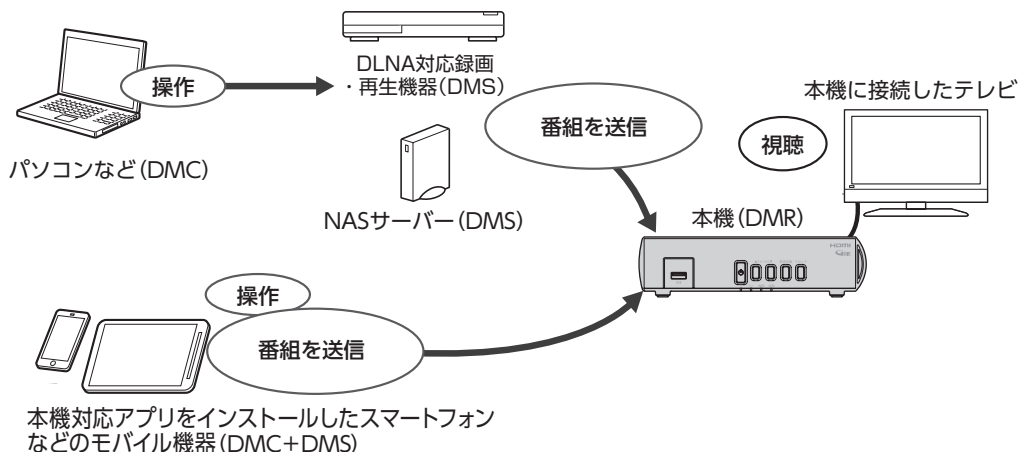 操作
DLNA対応録画
・再生機器(DMS)
パソコンなど(DMC)
NASサーバー(DMS)
番組を送信
本機に接続したテレビ
視聴
本機(DMR)
HDMI
操作
番組を送信
本機対応アプリをインストールしたスマートフォン
などのモバイル機器(DMC+DMS)